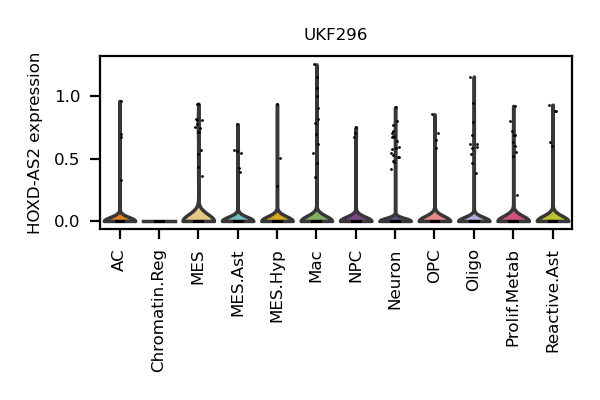 UKF296
HOXD-AS2 expression
1.0
0.5
0.0
AC
Chromatin.Reg
MES
MES.Ast
MES.Hyp
Mac
NPC
Neuron
OPC
Oligo
Prolif.Metab
Reactive.Ast